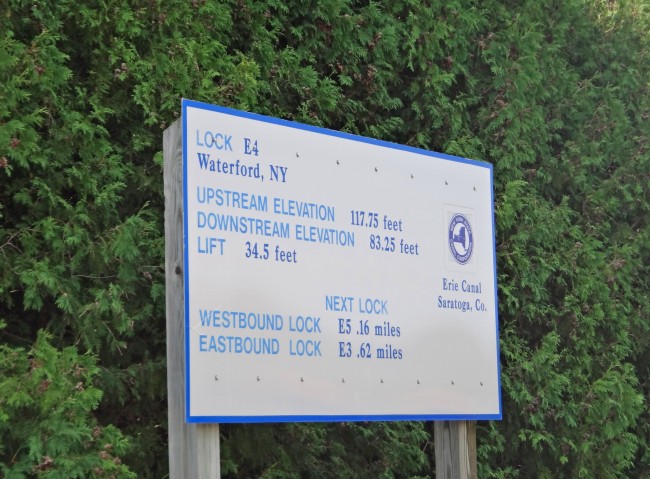 LOCK E4
Waterford, NY
UPSTREAM ELEVATION 117.75 feet
DOWNSTREAM ELEVATION 83.25 feet
LIFT 34.5 feet
Erie Canal
Saratoga, Co.
NEXT LOCK
WESTBOUND LOCK E5 .16 miles
EASTBOUND LOCK E3 .62 miles